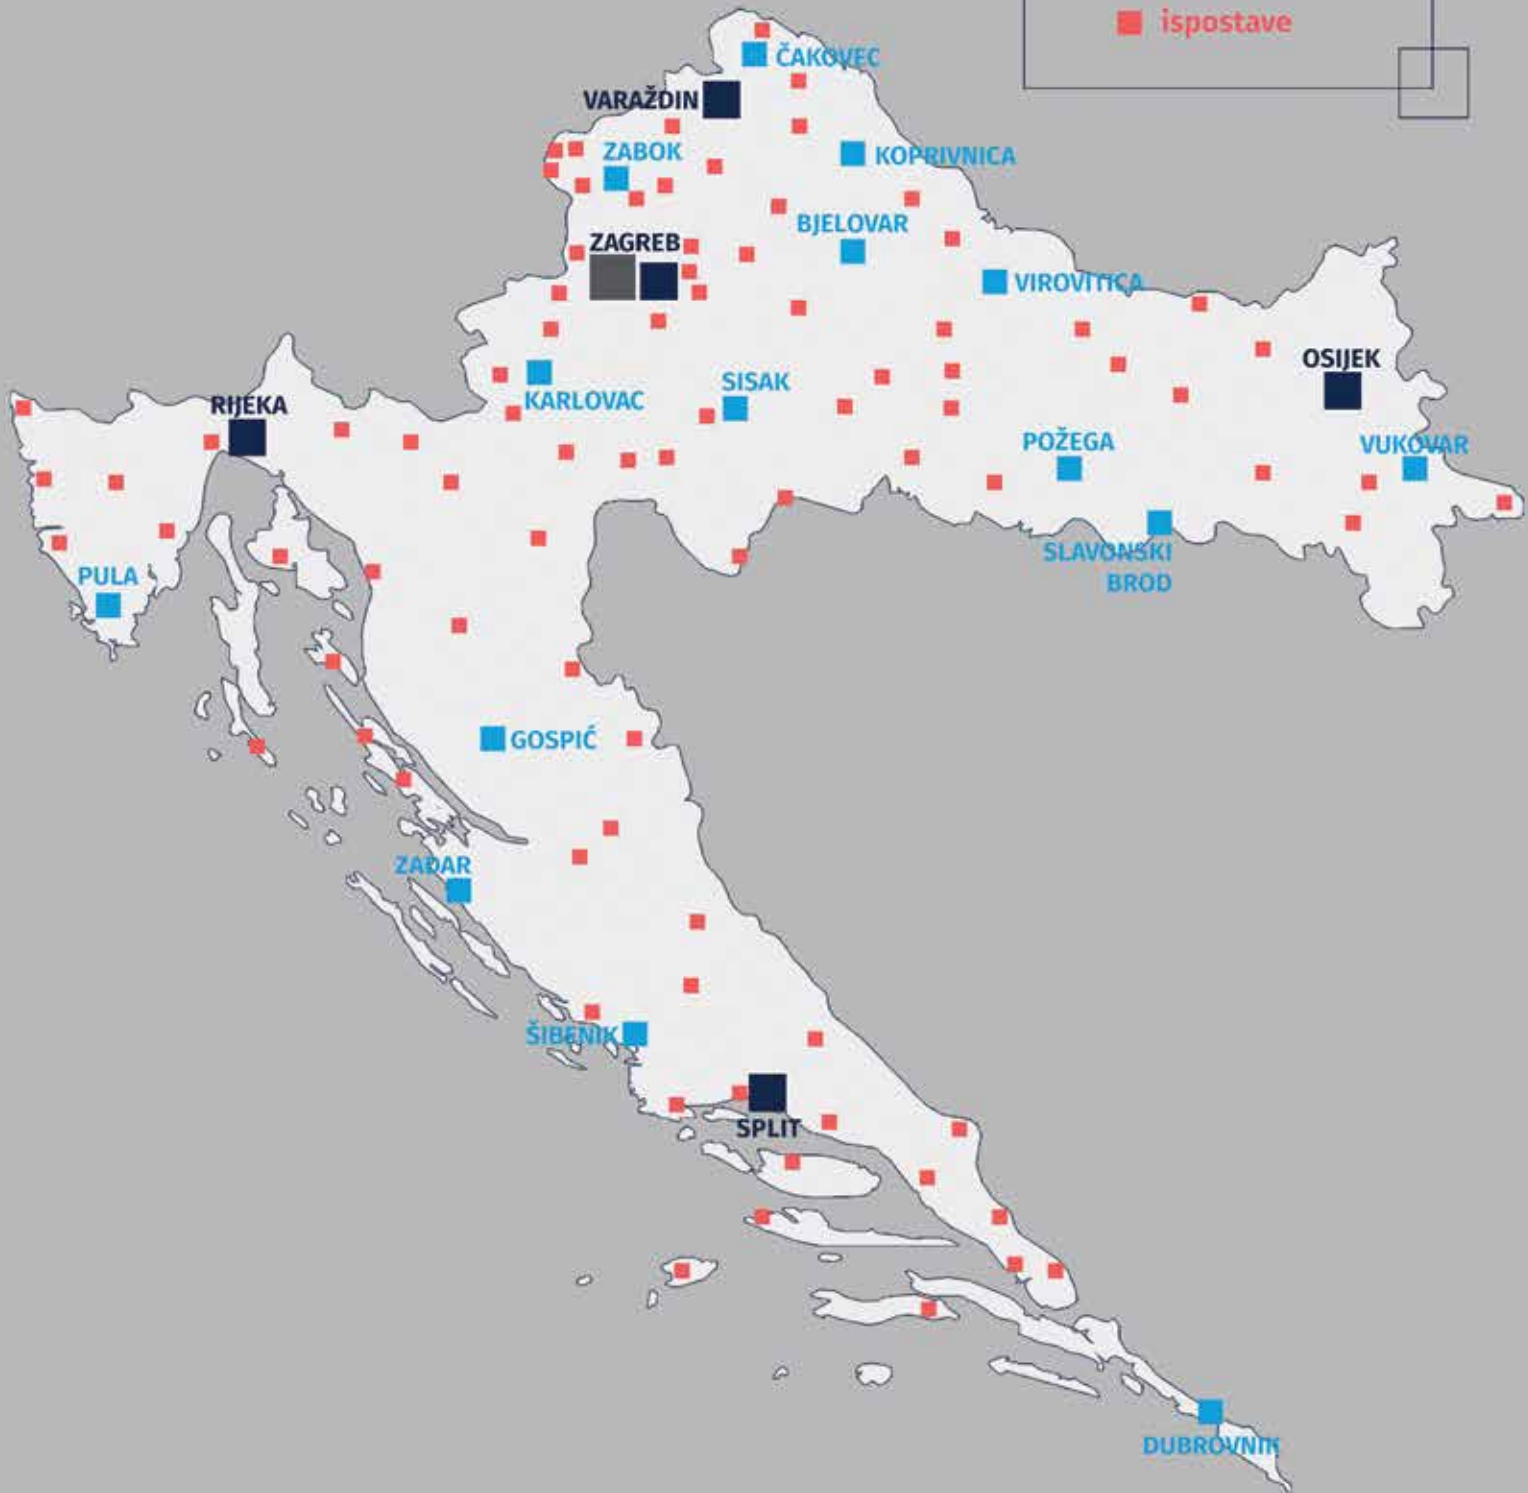 ispostave
ČAKOVEC
VARAŽDIN
ZABOK
KOPRIVNICA
BJELOVAR
ZAGREB
VIROVITICA
OSIJEK
SISAK
KARLOVAC
RIJEKA
POŽEGA
VUKOVAR
SLAVONSKI
BROD
PULA
GOSPIĆ
ZADAR
ŠIBENIK
SPLIT
DUBROVNIK